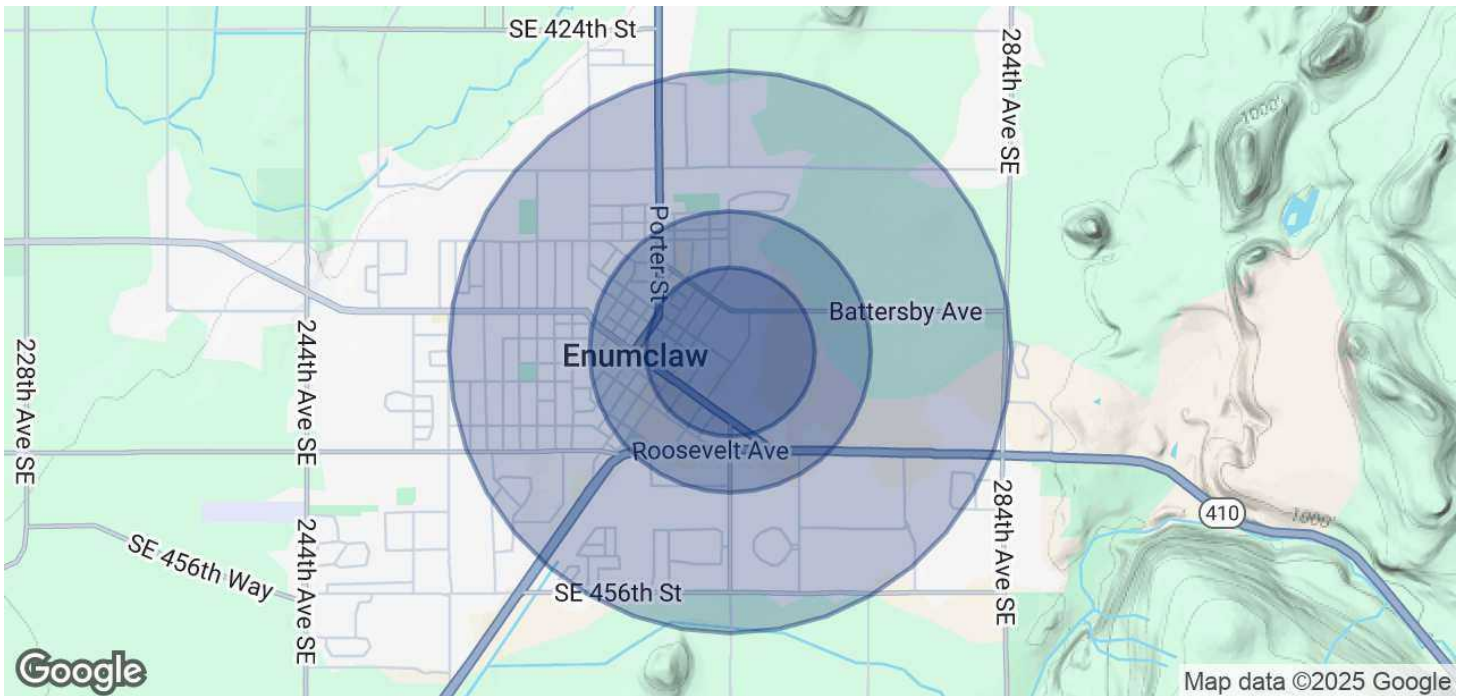 SE 424th St
284th Ave SE
1000'
Porter St
Battersby Ave
244th Ave SE
228th Ave SE
Enumclaw
Roosevelt Ave
284th Ave SE
410
1000'
244th Ave SE
SE 456th Way
SE 456th St
Google
Map data ©2025 Google